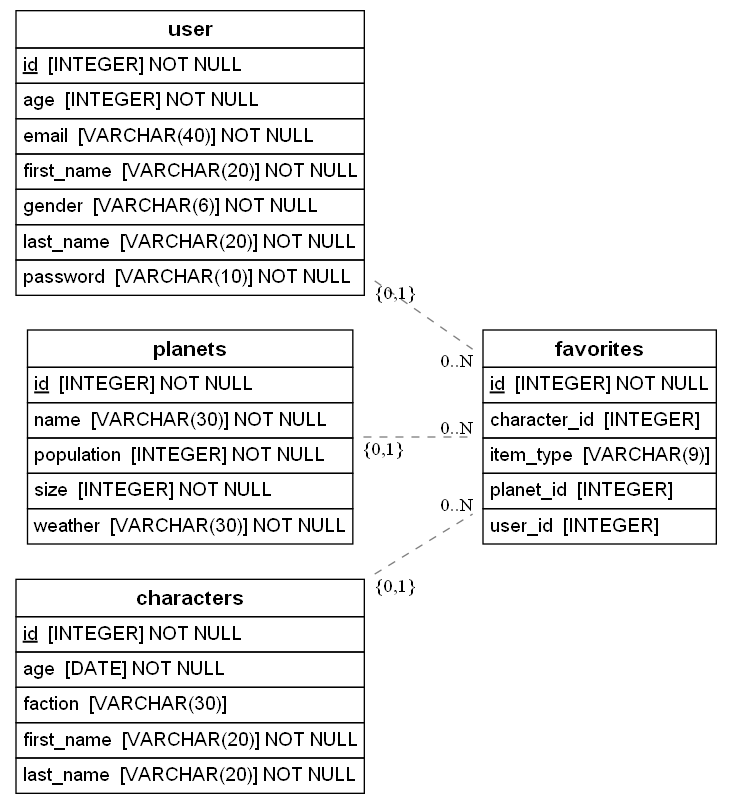 user
id [INTEGER] NOT NULL
age [INTEGER] NOT NULL
email [VARCHAR(40)] NOT NULL
first_name [VARCHAR(20)] NOT NULL
gender [VARCHAR(6)] NOT NULL
last_name [VARCHAR(20)] NOT NULL
password [VARCHAR(10)] NOT NULL
{0,1}
0..N
planets
id [INTEGER] NOT NULL
name [VARCHAR(30)] NOT NULL
population [INTEGER] NOT NULL
size [INTEGER] NOT NULL
weather [VARCHAR(30)] NOT NULL
{0,1}
0..N
favorites
id [INTEGER] NOT NULL
character_id [INTEGER]
item_type [VARCHAR(9)]
planet_id [INTEGER]
user_id [INTEGER]
0..N
{0,1}
characters
id [INTEGER] NOT NULL
age [DATE] NOT NULL
faction [VARCHAR(30)]
first_name [VARCHAR(20)] NOT NULL
last_name [VARCHAR(20)] NOT NULL